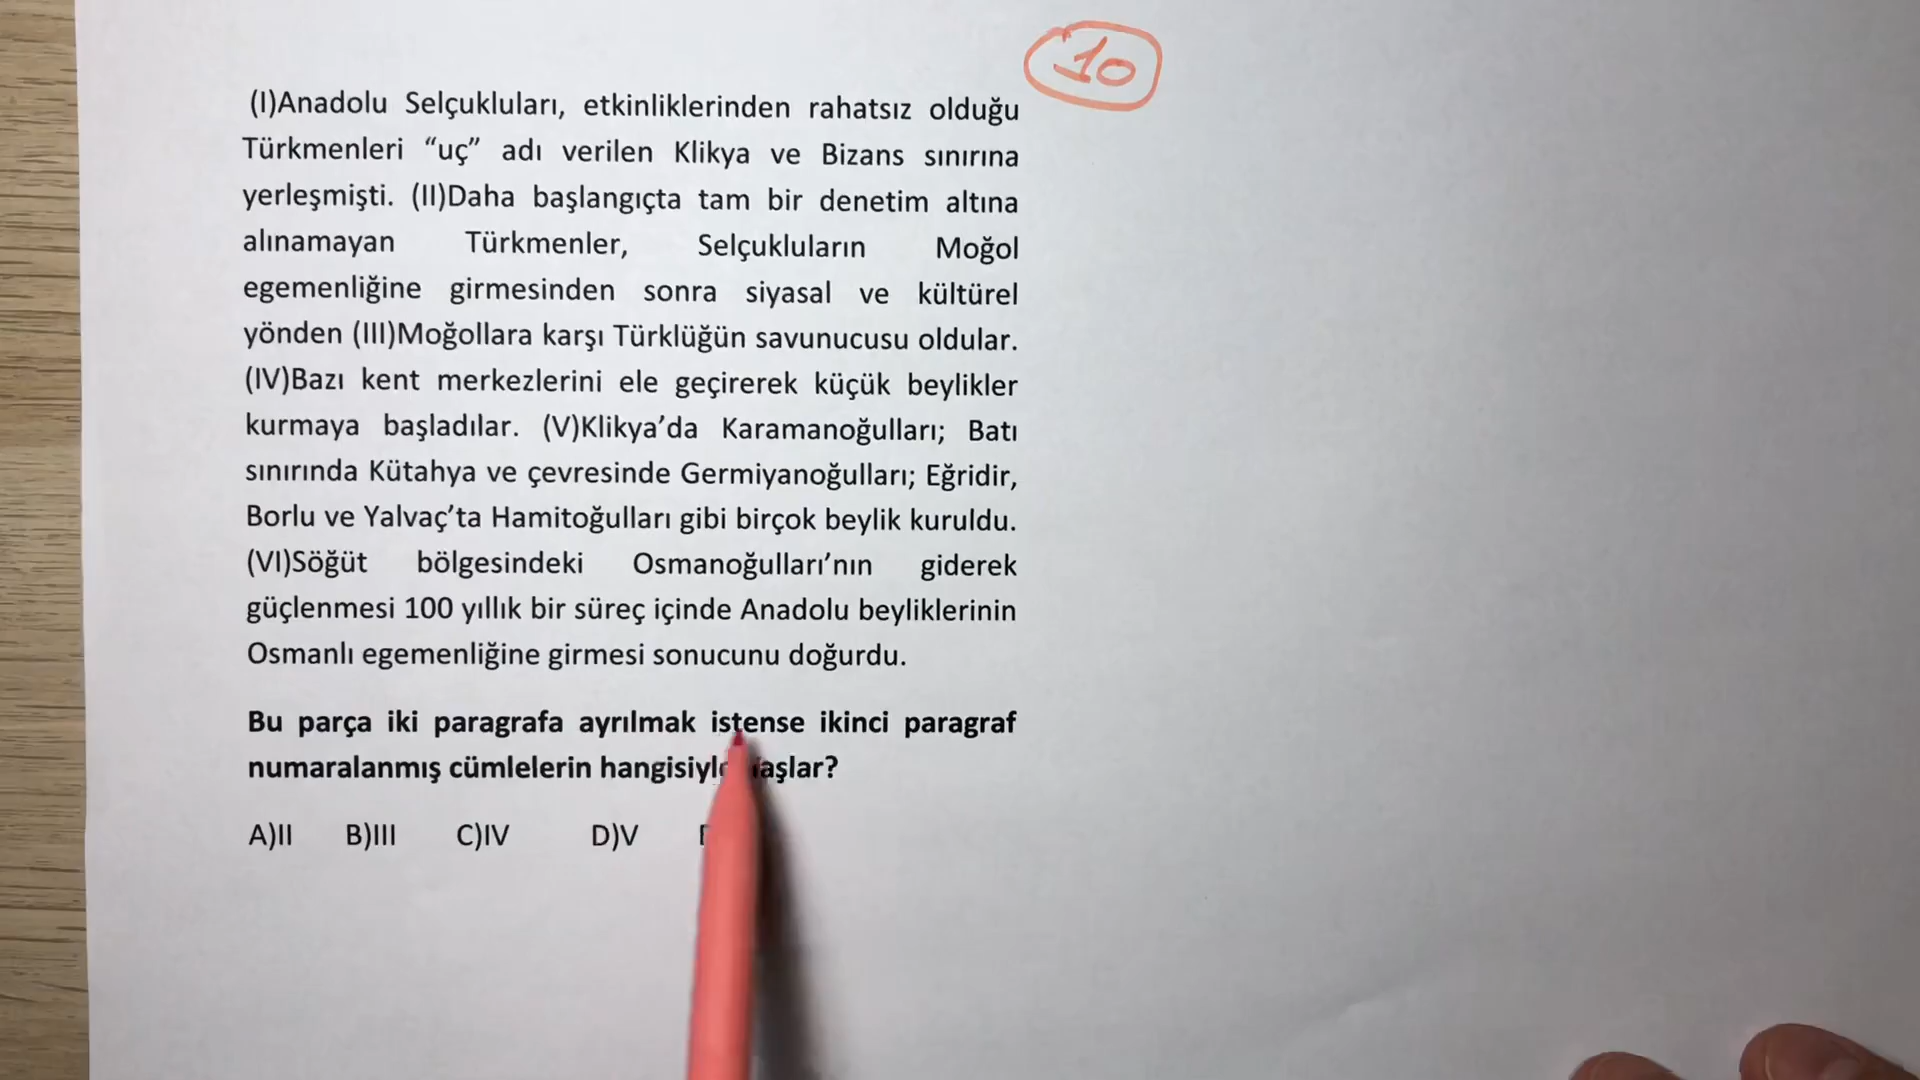 10
(I)Anadolu Selçukluları, etkinliklerinden rahatsız olduğu
Türkmenleri “uç” adı verilen Klikya ve Bizans sınırına
yerleşmişti. (II)Daha başlangıçta tam bir denetim altına
alınamayan Türkmenler, Selçukluların Moğol
egemenliğine girmesinden sonra siyasal ve kültürel
yönden (III)Moğollara karşı Türklüğün savunucusu oldular.
(IV)Bazı kent merkezlerini ele geçirerek küçük beylikler
kurmaya başladılar. (V)Klikya’da Karamanoğulları; Batı
sınırında Kütahya ve çevresinde Germiyanoğulları; Eğridir,
Borlu ve Yalvaç’ta Hamitoğulları gibi birçok beylik kuruldu.
(VI)Söğüt bölgesindeki Osmanoğulları’nın giderek
güçlenmesi 100 yıllık bir süreç içinde Anadolu beyliklerinin
Osmanlı egemenliğine girmesi sonucunu doğurdu.
Bu parça iki paragrafa ayrılmak istense ikinci paragraf
numaralanmış cümlelerin
A)II B)III C)IV D)V